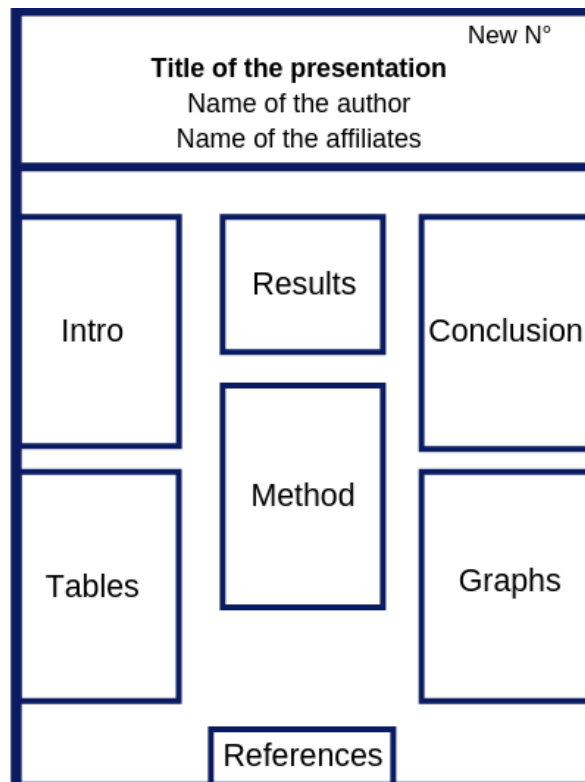 New N°
Title of the presentation
Name of the author
Name of the affiliates
Intro
Results
Conclusion
Method
Tables
Graphs
References